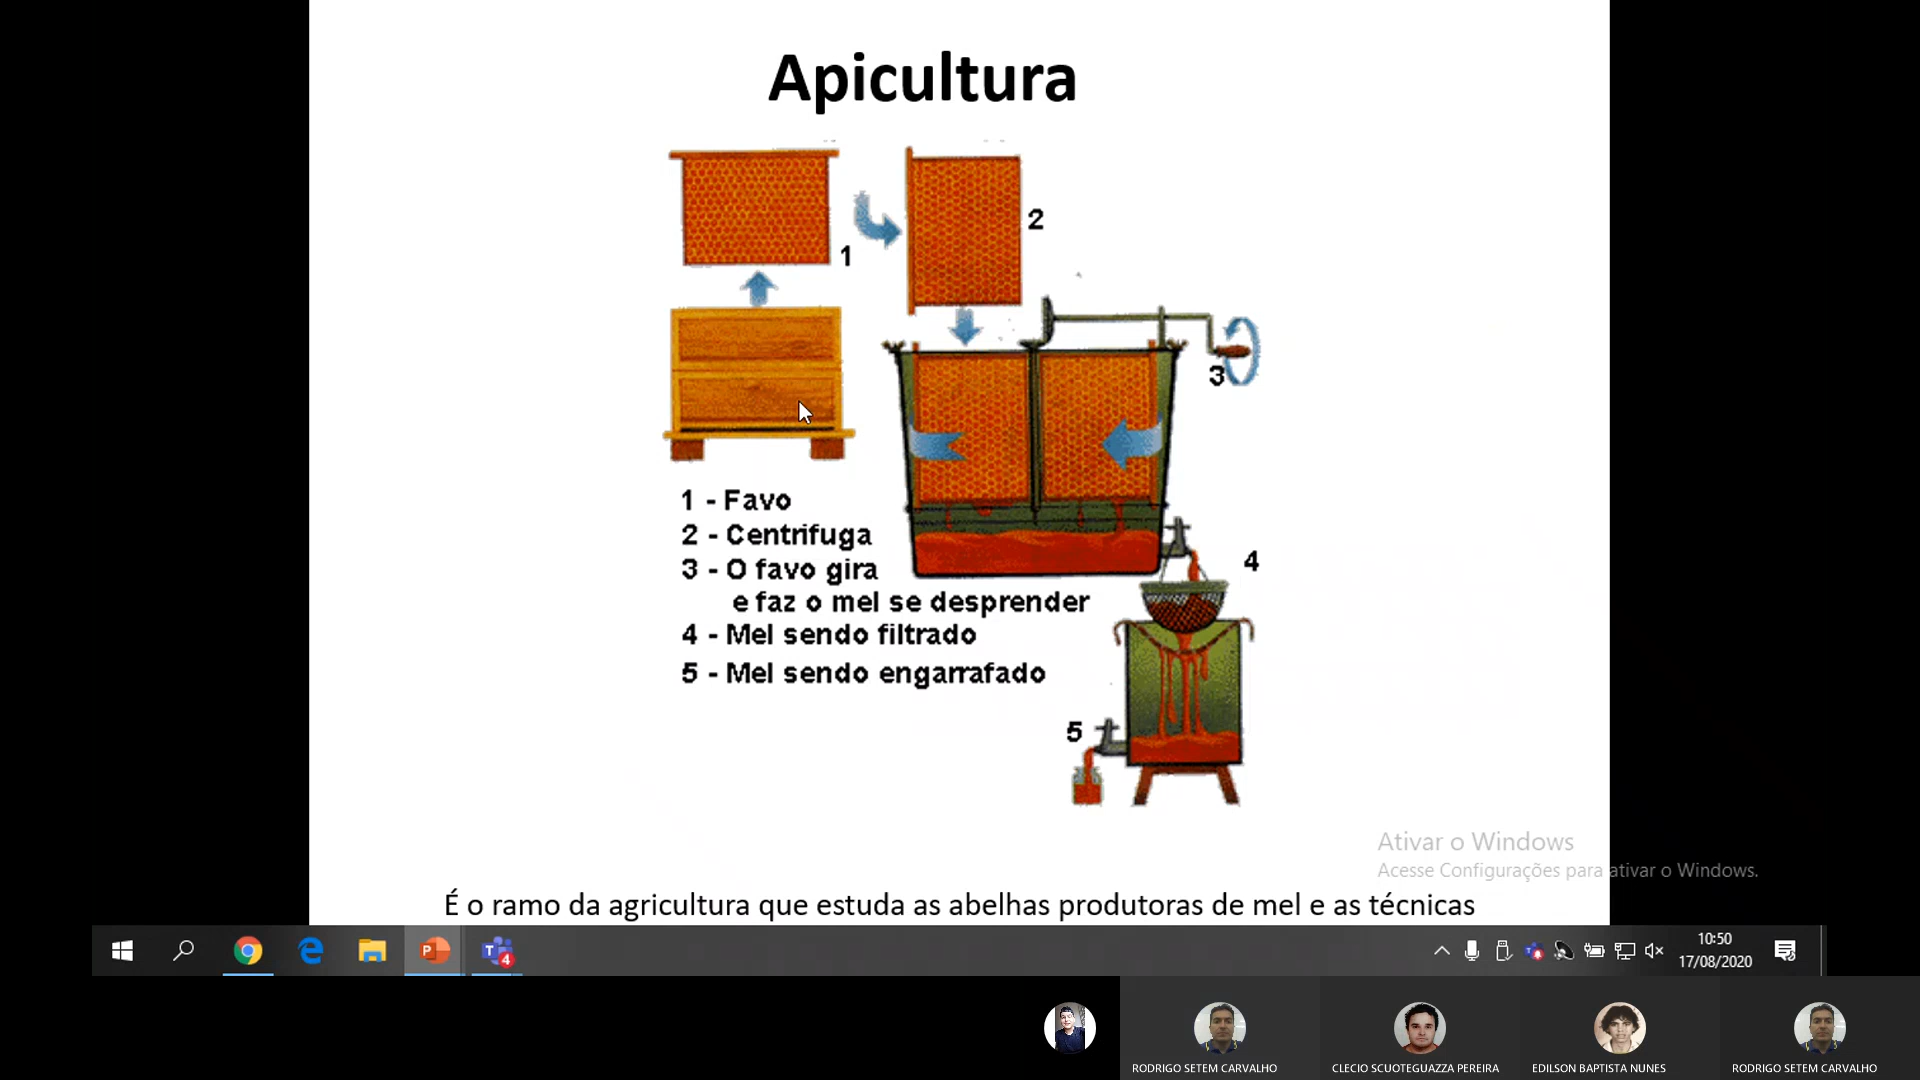 Apicultura
1
2
3
1 - Favo
2 - Centrífuga
3 - O favo gira
e faz o mel se desprender
4 - Mel sendo filtrado
5 - Mel sendo engarrafado
4
5
Ativar o Windows
Acesse Configurações para ativar o Windows.
É o ramo da agricultura que estuda as abelhas produtoras de mel e as técnicas
P
T
4
10:50
17/08/2020
RODRIGO SETEM CARVALHO
CLECIO SCUOTEGUAZZA PEREIRA
EDILSON BAPTISTA NUNES
RODRIGO SETEM CARVALHO